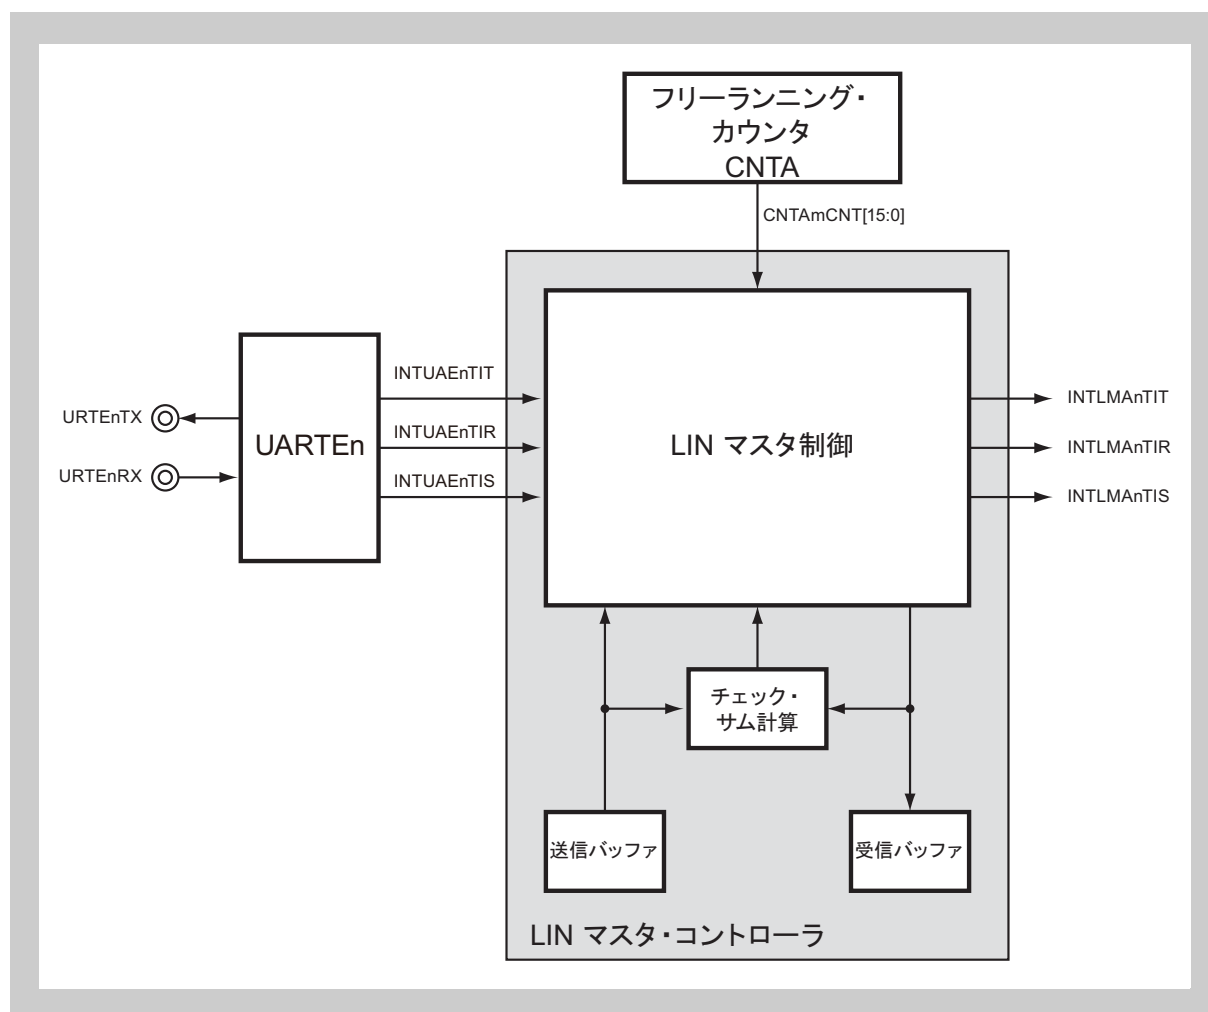 フリーランニング・
カウンタ
CNTA
CNTAmCNT[15:0]
URTEnTX
URTEnRX
UARTEn
INTUAEnTIT
INTUAEnTIR
INTUAEnTIS
LIN マスタ制御
INTLMAnTIT
INTLMAnTIR
INTLMAnTIS
チェック・
サム計算
送信バッファ
受信バッファ
LIN マスタ・コントローラ